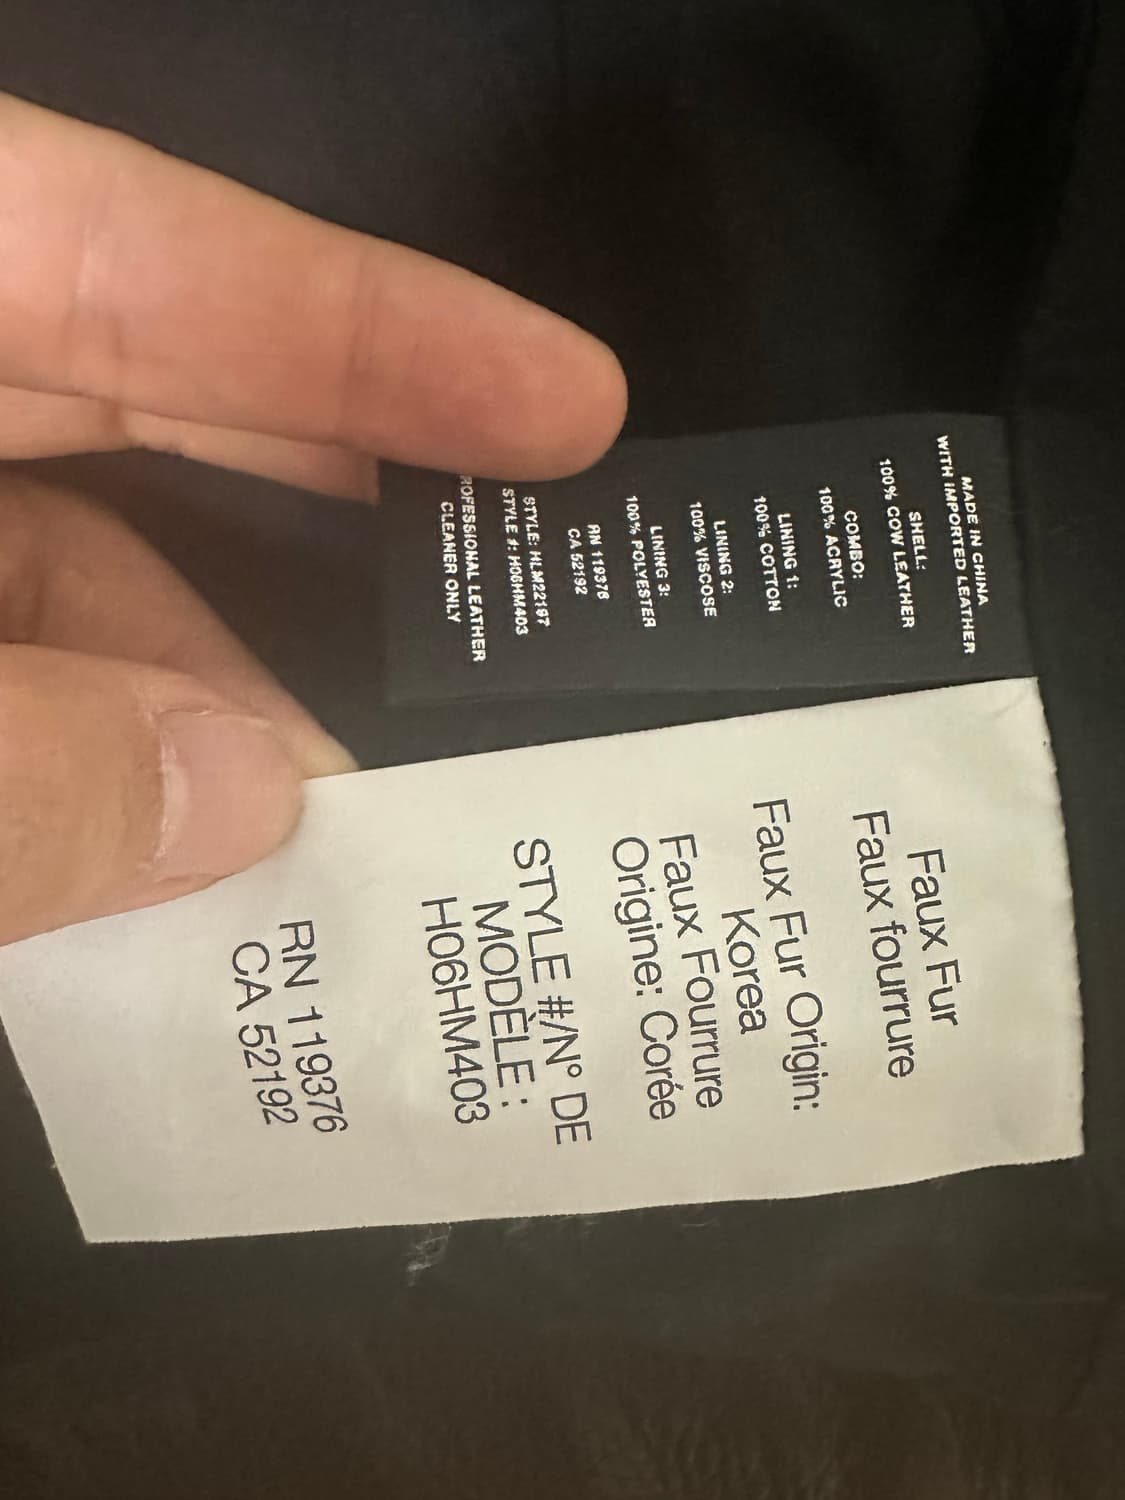 MADE IN CHINA
WITH IMPORTED LEATHER
SHELL:
100% COW LEATHER
COMBO:
100% ACRYLIC
LINING 1:
100% COTTON
LINING 2:
100% VISCOSE
LINING 3:
100% POLYESTER
RN 119376
CA 52192
STYLE: HLM22197
STYLE #: H06HM403
ROFESSIONAL LEATHER
CLEANER ONLY
Faux Fur
Faux fourrure
Faux Fur Origin:
Korea
Faux Fourrure
Origine: Corée
STYLE #/N° DE
MODÈLE :
H06HM403
RN 119376
CA 52192